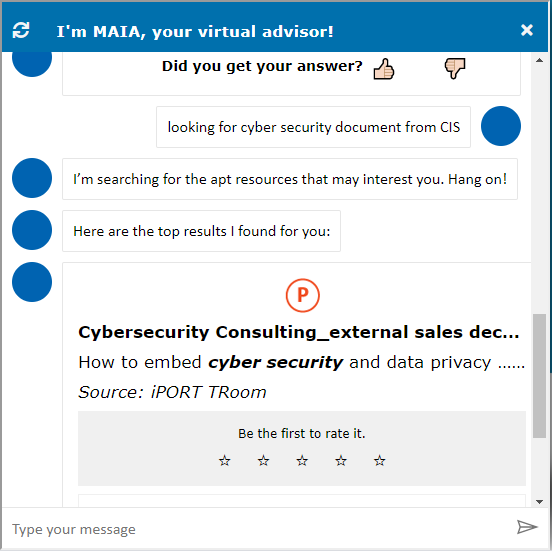 I'm MAIA, your virtual advisor!
Did you get your answer?
looking for cyber security document from CIS
I'm searching for the apt resources that may interest you. Hang on!
Here are the top results I found for you:
P
Cybersecurity Consulting_external sales dec...
How to embed cyber security and data privacy ......
Source: iPORT TRoom
Be the first to rate it.
Type your message